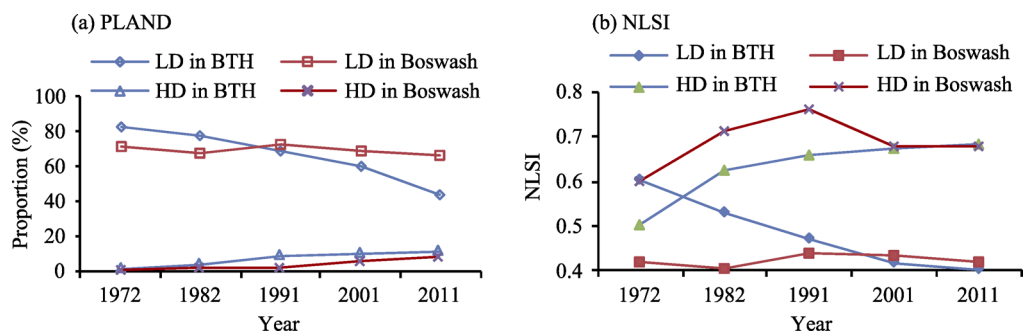 (a) PLAND
LD in BTH
LD in Boswash
HD in BTH
HD in Boswash
100
80
60
40
20
0
Proportion (%)
1972 1982 1991 2001 2011
Year
(b) NLSI
LD in BTH
LD in Boswash
HD in BTH
HD in Boswash
0.8
0.7
0.6
0.5
0.4
NLSI
1972 1982 1991 2001 2011
Year